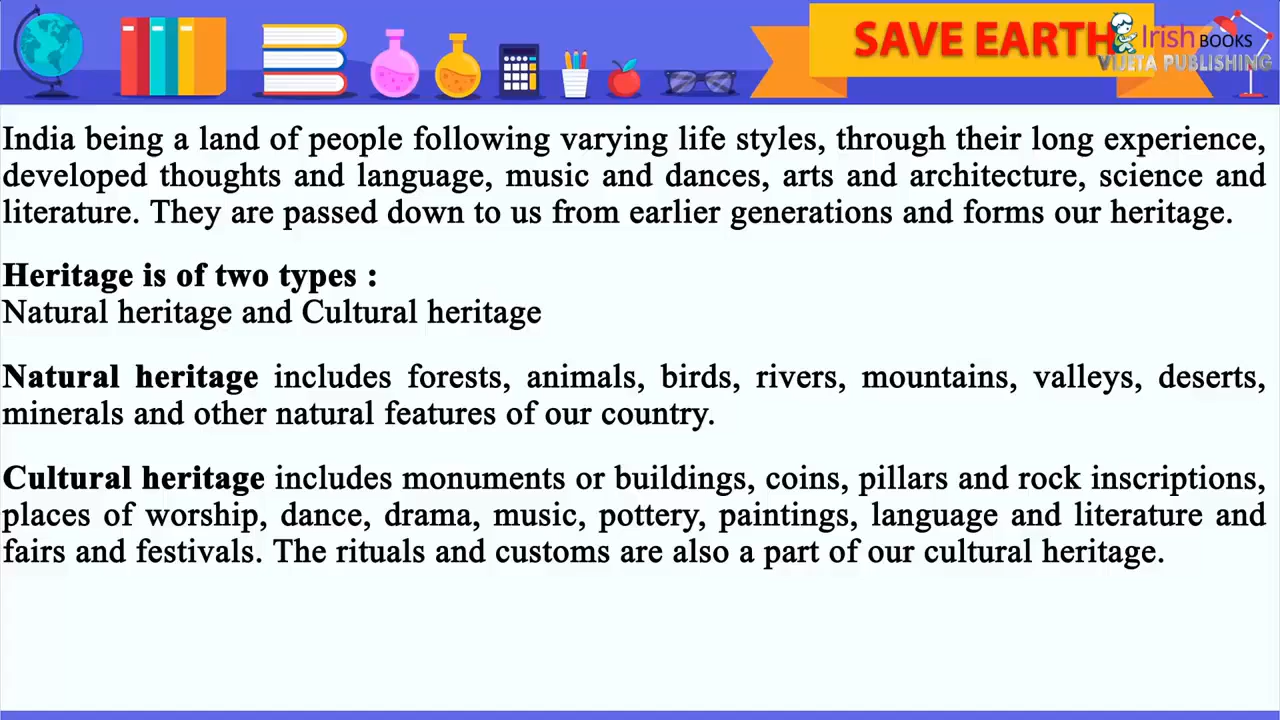 SAVE EARTH
Irish BOOKS
VIJETA PUBLISHING
India being a land of people following varying life styles, through their long experience,
developed thoughts and language, music and dances, arts and architecture, science and
literature. They are passed down to us from earlier generations and forms our heritage.
Heritage is of two types :
Natural heritage and Cultural heritage
Natural heritage includes forests, animals, birds, rivers, mountains, valleys, deserts,
minerals and other natural features of our country.
Cultural heritage includes monuments or buildings, coins, pillars and rock inscriptions,
places of worship, dance, drama, music, pottery, paintings, language and literature and
fairs and festivals. The rituals and customs are also a part of our cultural heritage.